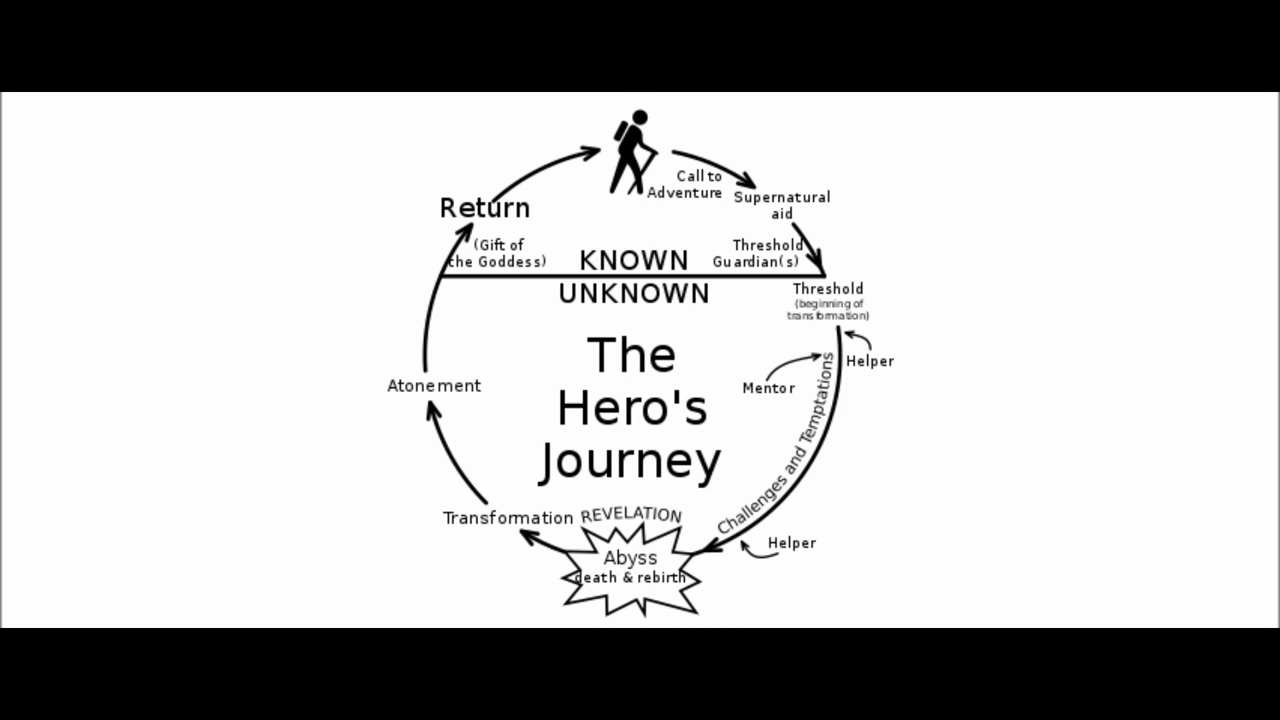 Call to
Adventure
Supernatural
aid
Return
(Gift of
the Goddess)
KNOWN
Threshold
Guardian(s)
UNKNOWN
Threshold
(beginning of
transformation)
The
Hero's
Journey
Helper
Mentor
Challenges and Temptations
Atonement
Transformation
REVELATION
Abyss
death & rebirth
Helper